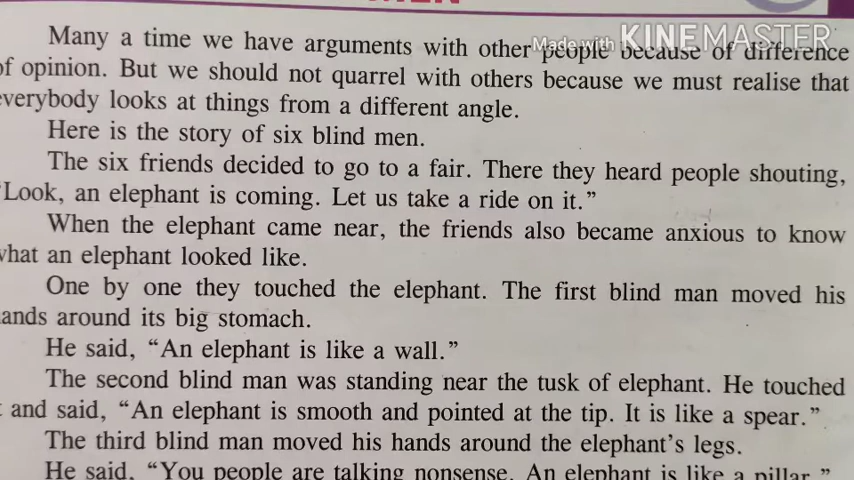 MEN
Made with KINEMASTER
Many a time we have arguments with other people because of difference
of opinion. But we should not quarrel with others because we must realise that
everybody looks at things from a different angle.
Here is the story of six blind men.
The six friends decided to go to a fair. There they heard people shouting,
“Look, an elephant is coming. Let us take a ride on it.”
When the elephant came near, the friends also became anxious to know
what an elephant looked like.
One by one they touched the elephant. The first blind man moved his
ands around its big stomach.
He said, “An elephant is like a wall.”
The second blind man was standing near the tusk of elephant. He touched
and said, “An elephant is smooth and pointed at the tip. It is like a spear.”
The third blind man moved his hands around the elephant’s legs.
He said, “You people are talking nonsense. An elephant is like a pillar.”